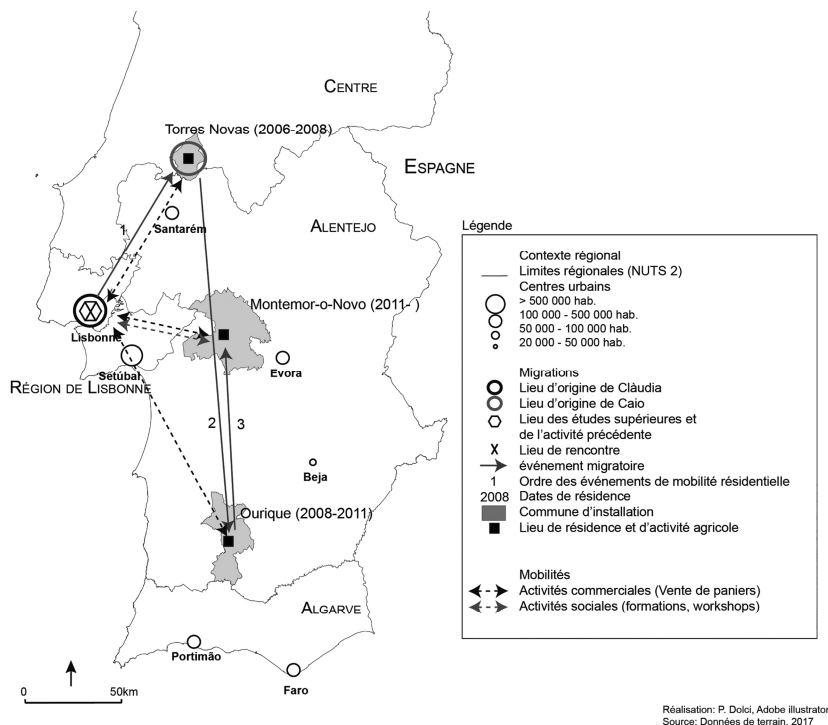 CENTRE
Torres Novas (2006-2008)
ESPAGNE
1
Santarém
ALENTEJO
Montemor-o-Novo (2011- )
Lisbonne
Setúbal
Evora
RÉGION DE LISBONNE
2
3
Beja
Ourique (2008-2011)
ALGARVE
Portimão
Faro
0 50km
Légende
Contexte régional
Limites régionales (NUTS 2)
Centres urbains
> 500 000 hab.
100 000 - 500 000 hab.
50 000 - 100 000 hab.
20 000 - 50 000 hab.
Migrations
Lieu d'origine de Clàudia
Lieu d'origine de Caio
Lieu des études supérieures et
de l'activité précédente
X Lieu de rencontre
événement migratoire
1 Ordre des événements de mobilité résidentielle
2008 Dates de résidence
Commune d'installation
Lieu de résidence et d'activité agricole
Mobilités
Activités commerciales (Vente de paniers)
Activités sociales (formations, workshops)
Réalisation: P. Dolci, Adobe illustrator
Source: Données de terrain, 2017